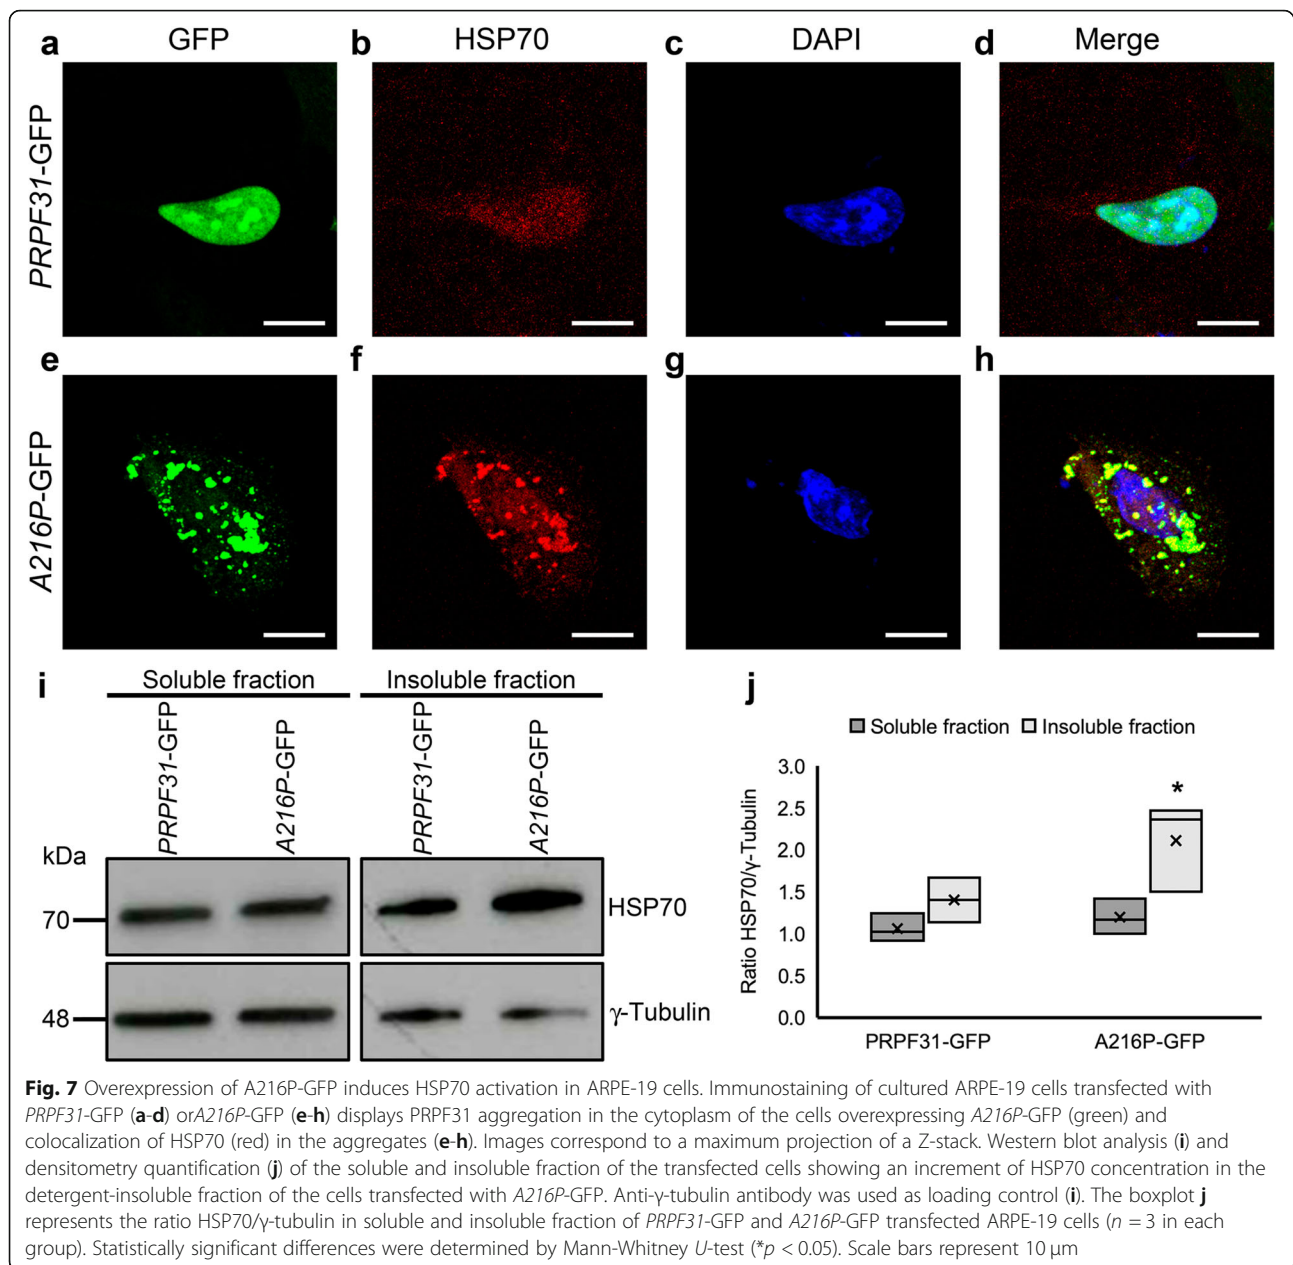 a GFP b HSP70 c DAPI d Merge
PRPF31-GFP
e f g h
A216P-GFP
i Soluble fraction Insoluble fraction
PRPF31-GFP A216P-GFP PRPF31-GFP A216P-GFP
kDa
70 HSP70
48 γ-Tubulin
j
Soluble fraction Insoluble fraction
Ratio HSP70/γ-Tubulin
3.0
2.5
2.0
1.5
1.0
0.5
0.0
*
PRPF31-GFP A216P-GFP
Fig. 7 Overexpression of A216P-GFP induces HSP70 activation in ARPE-19 cells. Immunostaining of cultured ARPE-19 cells transfected with
PRPF31-GFP (a-d) orA216P-GFP (e-h) displays PRPF31 aggregation in the cytoplasm of the cells overexpressing A216P-GFP (green) and
colocalization of HSP70 (red) in the aggregates (e-h). Images correspond to a maximum projection of a Z-stack. Western blot analysis (i) and
densitometry quantification (j) of the soluble and insoluble fraction of the transfected cells showing an increment of HSP70 concentration in the
detergent-insoluble fraction of the cells transfected with A216P-GFP. Anti-γ-tubulin antibody was used as loading control (i). The boxplot j
represents the ratio HSP70/γ-tubulin in soluble and insoluble fraction of PRPF31-GFP and A216P-GFP transfected ARPE-19 cells (n = 3 in each
group). Statistically significant differences were determined by Mann-Whitney U-test (*p < 0.05). Scale bars represent 10 μm